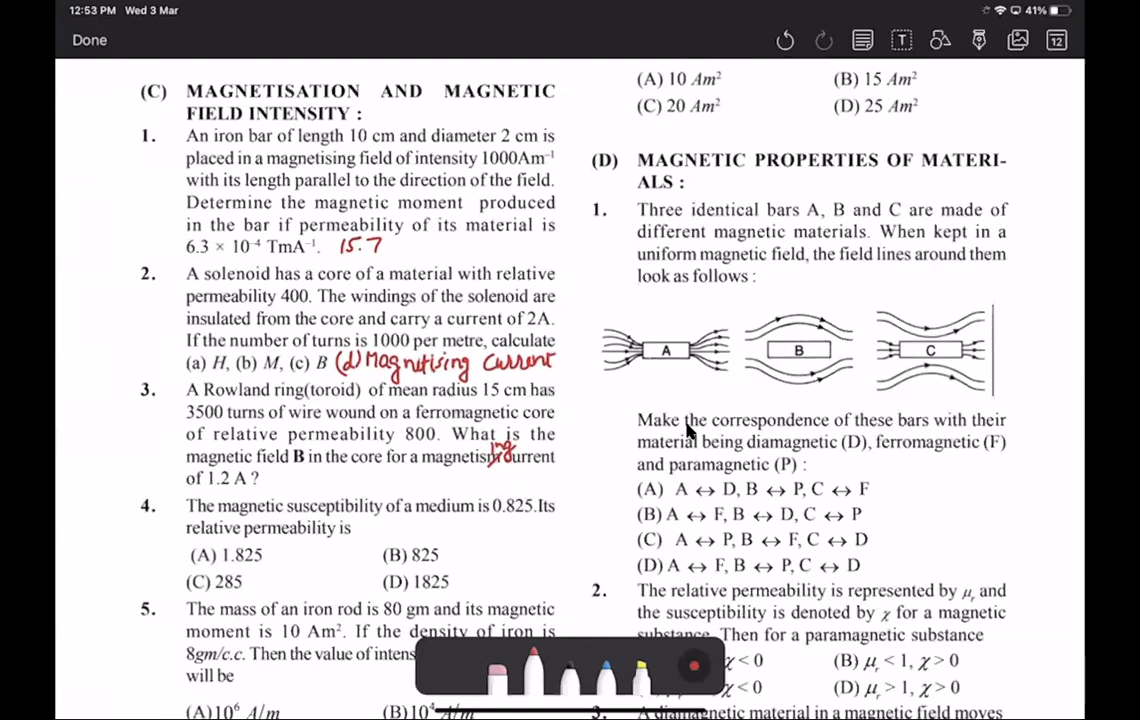 12:53 PM Wed 3 Mar
41%
Done
T
12
(C) MAGNETISATION AND MAGNETIC
FIELD INTENSITY :
1. An iron bar of length 10 cm and diameter 2 cm is
placed in a magnetising field of intensity 1000Am⁻¹
with its length parallel to the direction of the field.
Determine the magnetic moment produced
in the bar if permeability of its material is
6.3 × 10⁻⁴ TmA⁻¹. 15.7
2. A solenoid has a core of a material with relative
permeability 400. The windings of the solenoid are
insulated from the core and carry a current of 2A.
If the number of turns is 1000 per metre, calculate
(a) H, (b) M, (c) B (d) Magnetising current
3. A Rowland ring(toroid) of mean radius 15 cm has
3500 turns of wire wound on a ferromagnetic core
of relative permeability 800. What is the
ing
magnetic field B in the core for a current
of 1.2 A ?
4. The magnetic susceptibility of a medium is 0.825.Its
relative permeability is
(A) 1.825 (B) 825
(C) 285 (D) 1825
5. The mass of an iron rod is 80 gm and its magnetic
moment is 10 Am². If the density of iron is
8gm/c.c. Then the value of
will be
(A)10⁶ A/m (B)10⁴ A/m
(A) 10 Am² (B) 15 Am²
(C) 20 Am² (D) 25 Am²
(D) MAGNETIC PROPERTIES OF MATERI-
ALS :
1. Three identical bars A, B and C are made of
different magnetic materials. When kept in a
uniform magnetic field, the field lines around them
look as follows :
A B C
Make the correspondence of these bars with their
material being diamagnetic (D), ferromagnetic (F)
and paramagnetic (P) :
(A) A ↔ D, B ↔ P, C ↔ F
(B) A ↔ F, B ↔ D, C ↔ P
(C) A ↔ P, B ↔ F, C ↔ D
(D) A ↔ F, B ↔ P, C ↔ D
2. The relative permeability is represented by μᵣ and
the susceptibility is denoted by χ for a magnetic
substance. Then for a paramagnetic substance
χ < 0 (B) μᵣ < 1, χ > 0
χ < 0 (D) μᵣ > 1, χ > 0
3. A diamagnetic material in a magnetic field moves